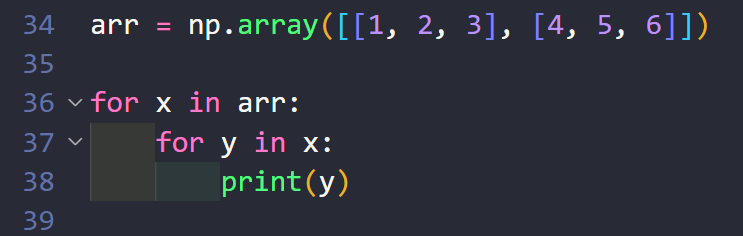 34 arr = np.array([[1, 2, 3], [4, 5, 6]])
35
36 for x in arr:
37     for y in x:
38         print(y)
39